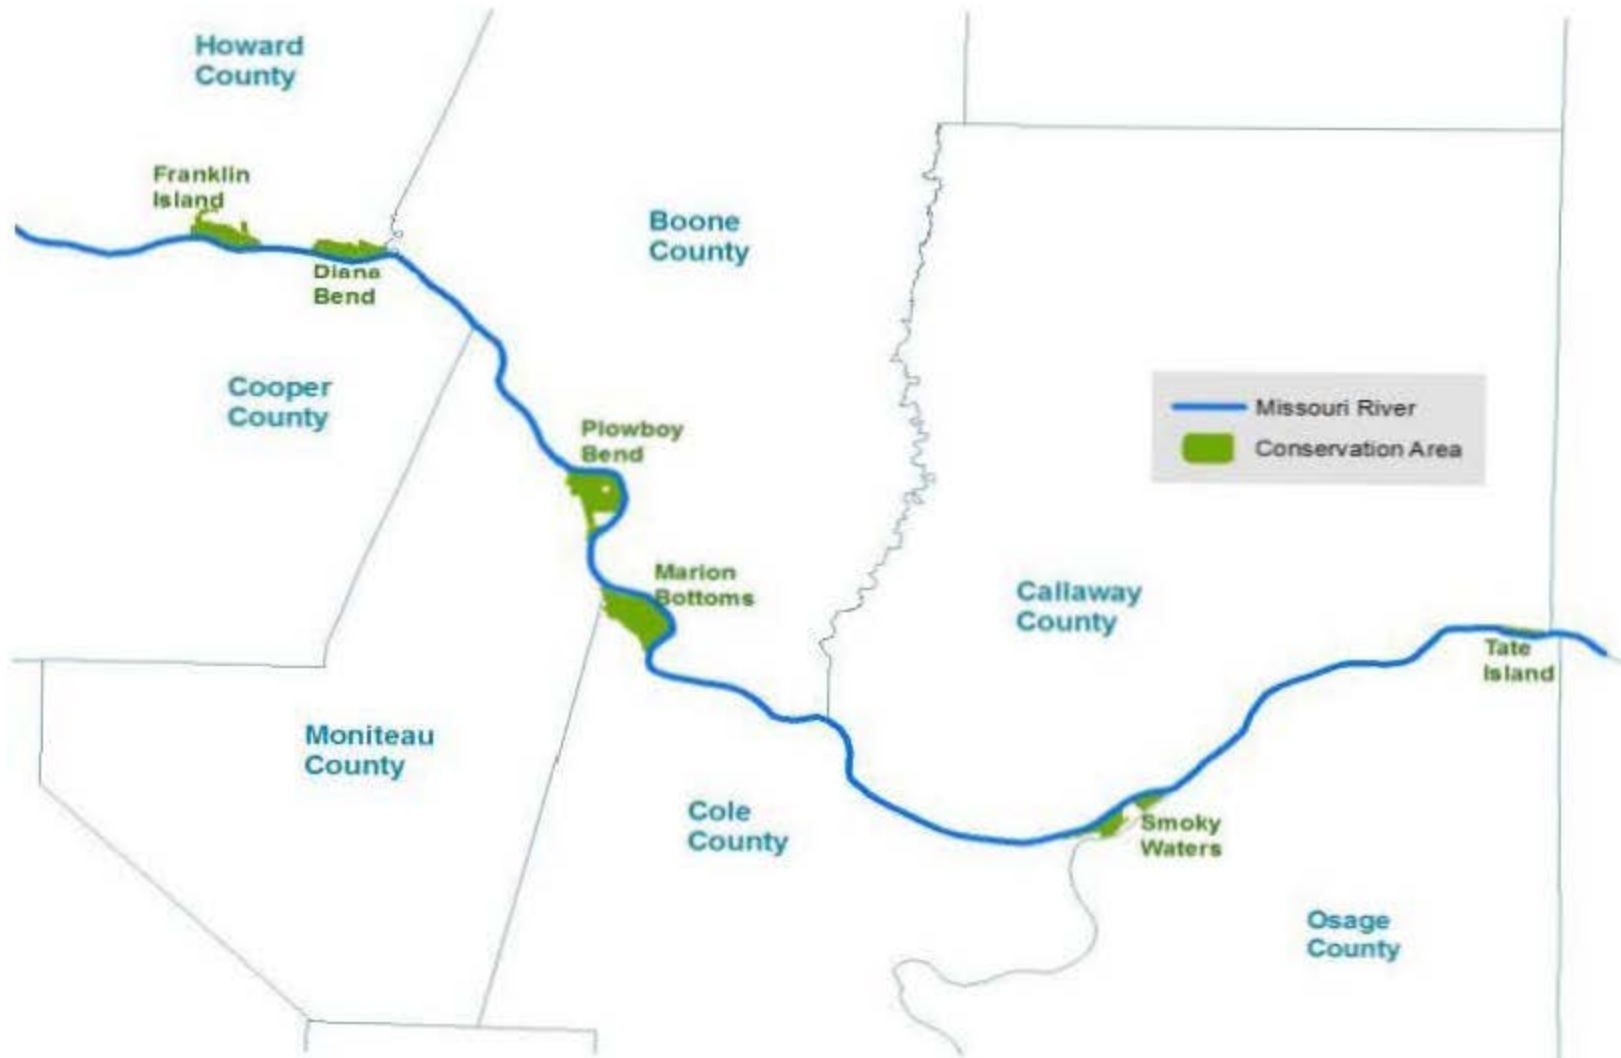 Howard
County
Franklin
Island
Diana
Bend
Boone
County
Cooper
County
Missouri River
Conservation Area
Plowboy
Bend
Marion
Bottoms
Callaway
County
Tate
Island
Moniteau
County
Cole
County
Smoky
Waters
Osage
County